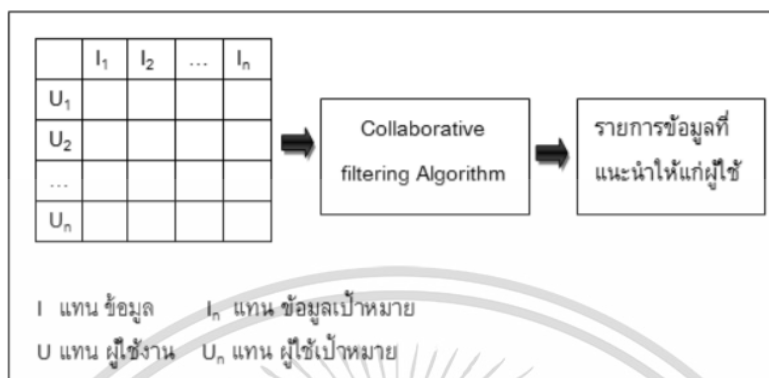 I₁ I₂ ... Iₙ
U₁
U₂
...
Uₙ
Collaborative
filtering Algorithm
รายการข้อมูลที่
แนะนำให้แก่ผู้ใช้
I แทน ข้อมูล Iₙ แทน ข้อมูลเป้าหมาย
U แทน ผู้ใช้งาน Uₙ แทน ผู้ใช้เป้าหมาย